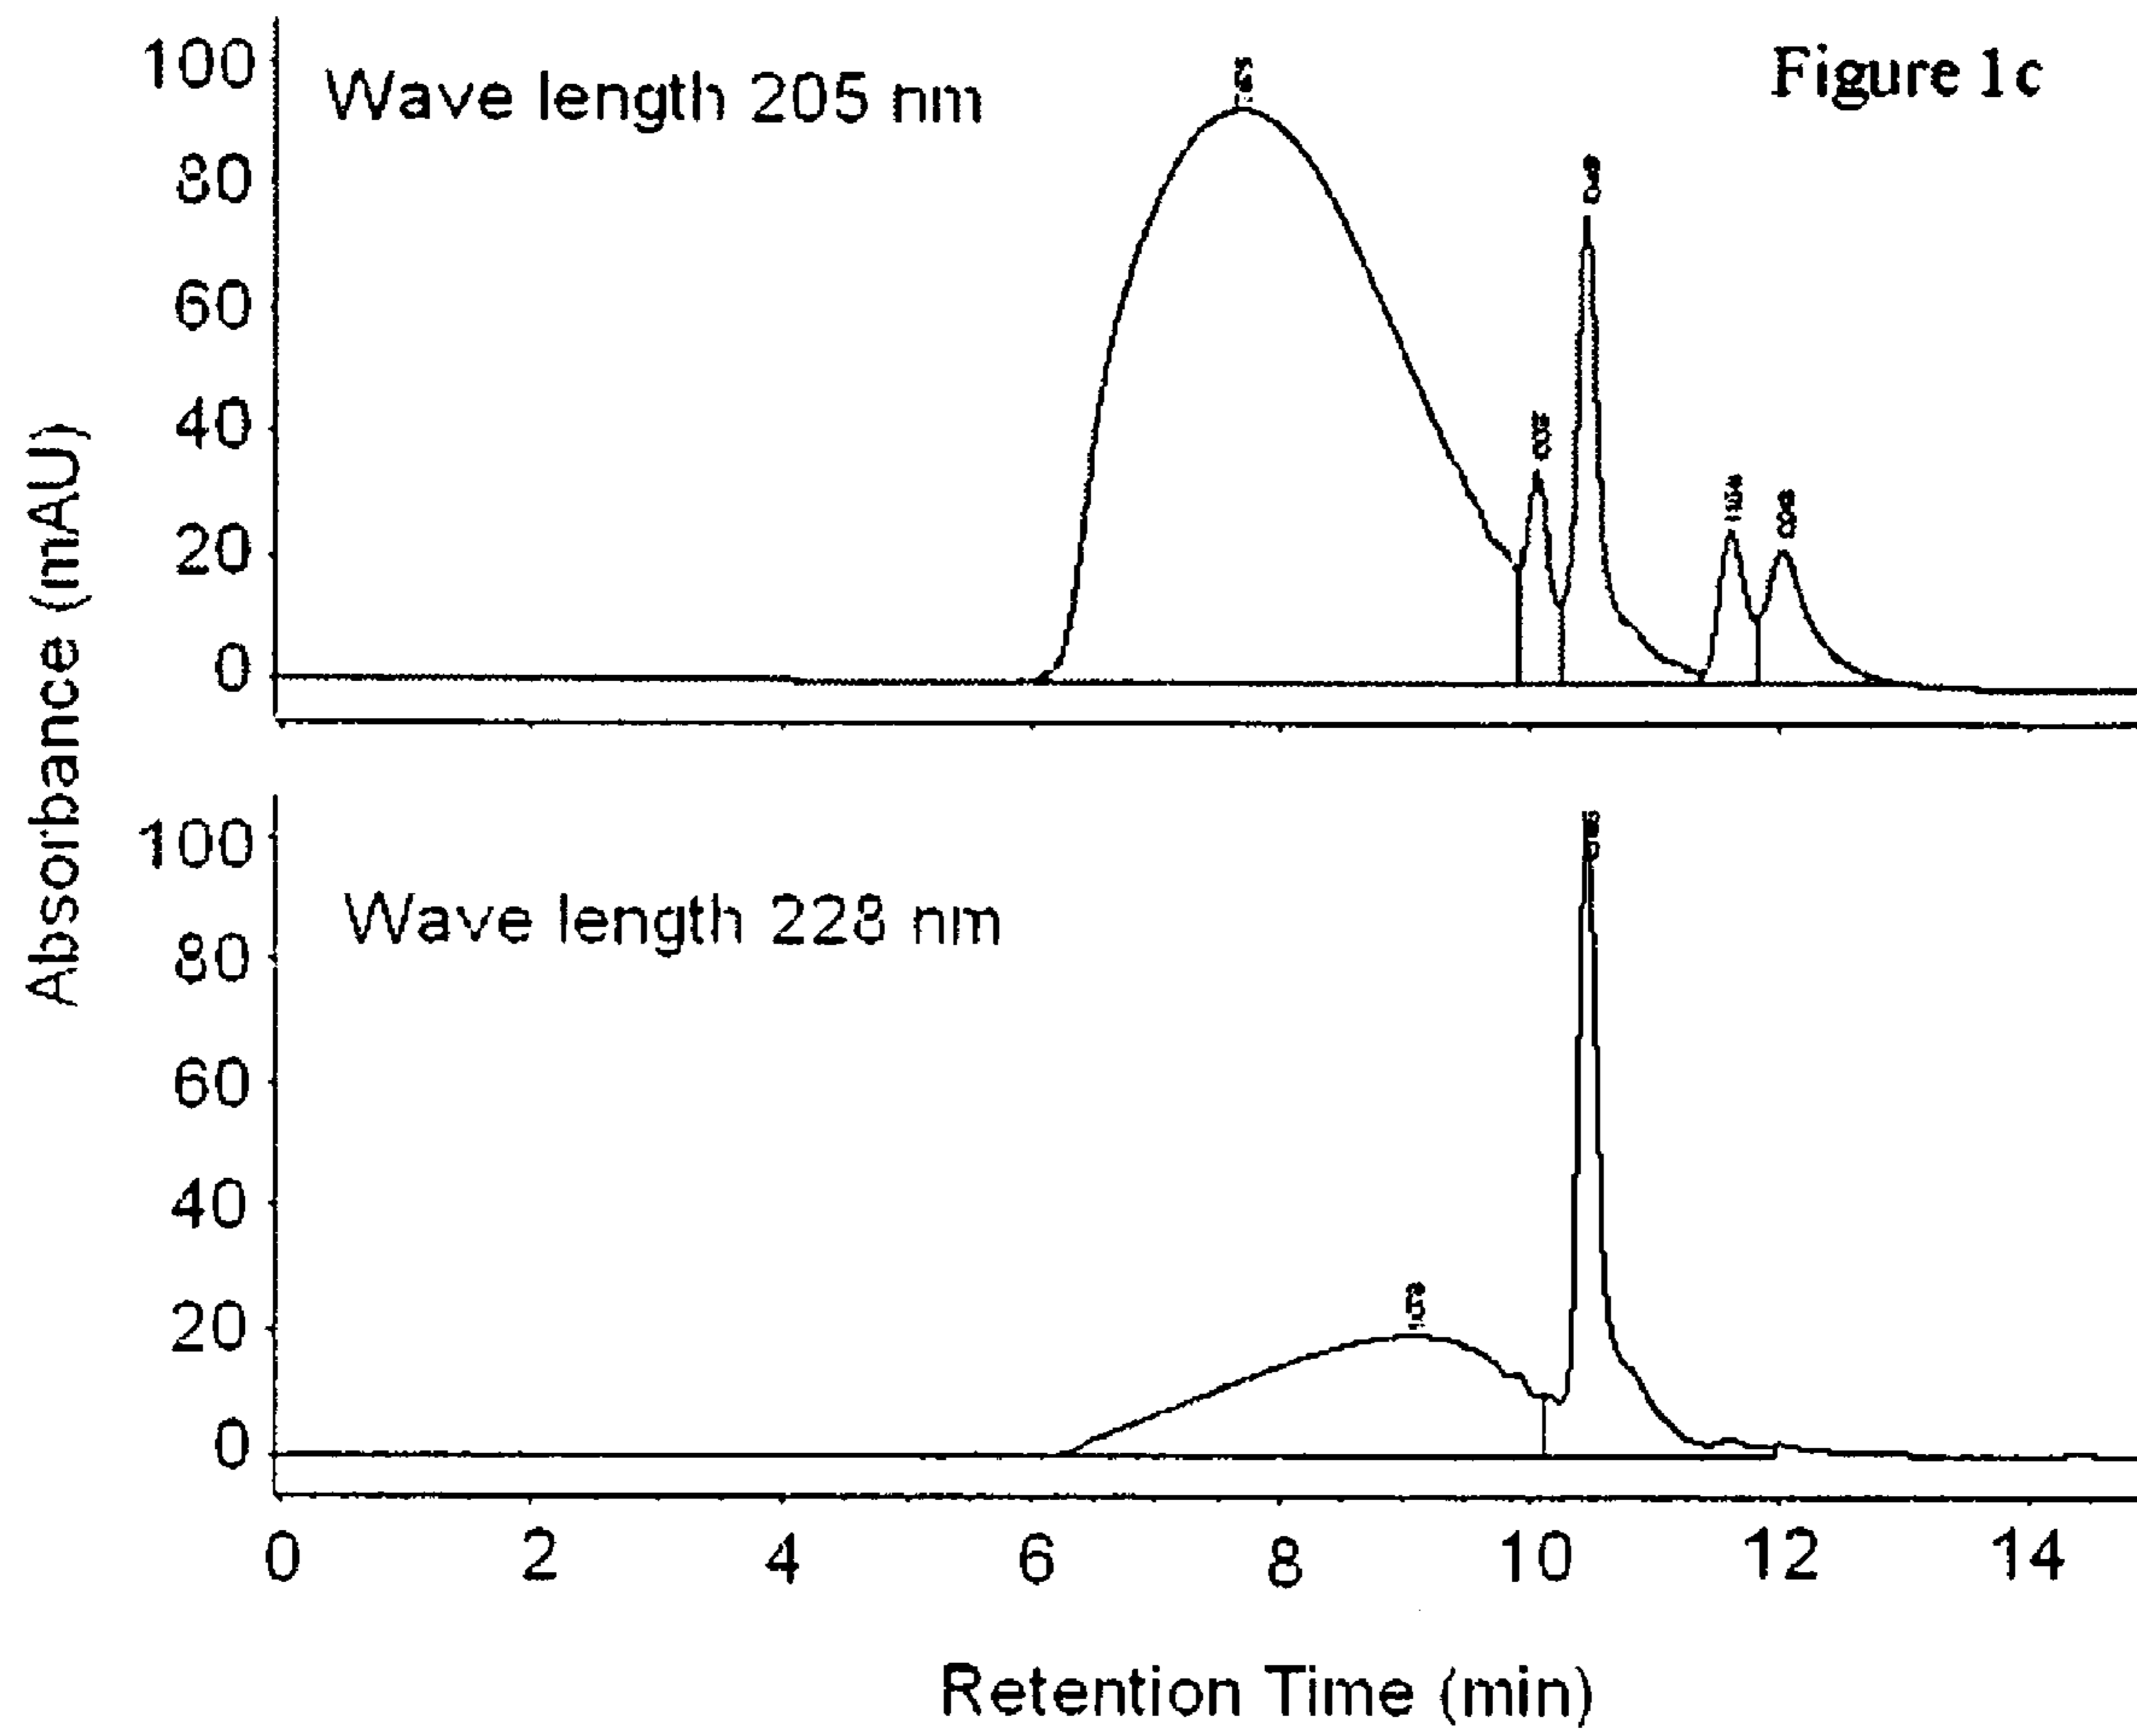 Figure 1c
Wave length 205 nm
100
80
60
40
20
0
Absorbance (mAU)
Wave length 228 nm
100
80
60
40
20
0
0 2 4 6 8 10 12 14
Retention Time (min)